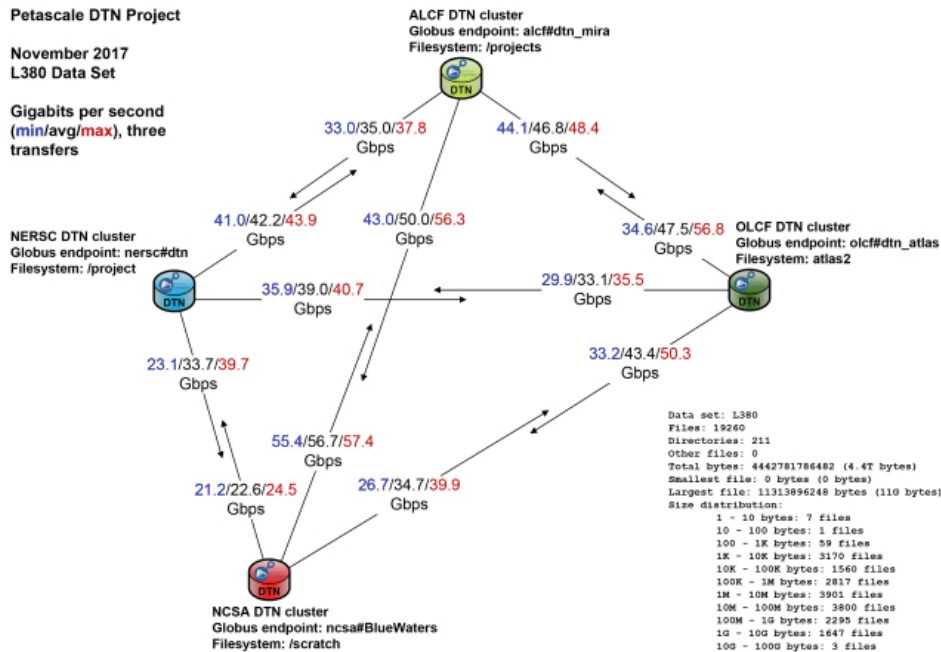 Petascale DTN Project
November 2017
L380 Data Set
Gigabits per second
(min/avg/max), three
transfers
ALCF DTN cluster
Globus endpoint: alcf#dtn_mira
Filesystem: /projects
DTN
33.0/35.0/37.8
Gbps
44.1/46.8/48.4
Gbps
41.0/42.2/43.9
Gbps
43.0/50.0/56.3
Gbps
34.6/47.5/56.8
Gbps
NERSC DTN cluster
Globus endpoint: nersc#dtn
Filesystem: /project
DTN
OLCF DTN cluster
Globus endpoint: olcf#dtn_atlas
Filesystem: atlas2
DTN
35.9/39.0/40.7
Gbps
29.9/33.1/35.5
Gbps
23.1/33.7/39.7
Gbps
33.2/43.4/50.3
Gbps
55.4/56.7/57.4
Gbps
21.2/22.6/24.5
Gbps
26.7/34.7/39.9
Gbps
DTN
NCSA DTN cluster
Globus endpoint: ncsa#BlueWaters
Filesystem: /scratch
Data set: L380
Files: 19260
Directories: 211
Other files: 0
Total bytes: 4442781786482 (4.4T bytes)
Smallest file: 0 bytes (0 bytes)
Largest file: 11313896248 bytes (11G bytes)
Size distribution:
1 - 10 bytes: 7 files
10 - 100 bytes: 1 files
100 - 1K bytes: 59 files
1K - 10K bytes: 3170 files
10K - 100K bytes: 1560 files
100K - 1M bytes: 2817 files
1M - 10M bytes: 3901 files
10M - 100M bytes: 3800 files
100M - 1G bytes: 2295 files
1G - 10G bytes: 1647 files
10G - 100G bytes: 3 files